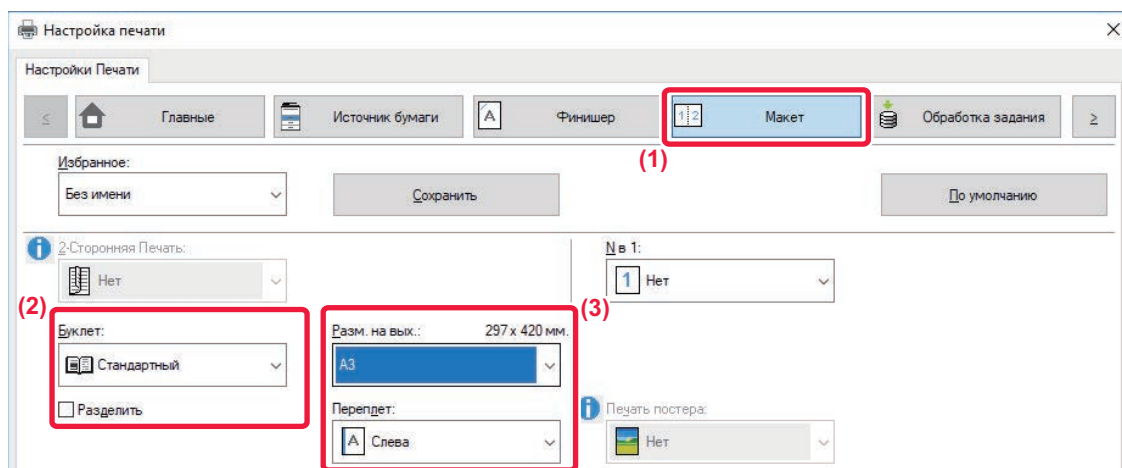 Настройка печати
Настройки Печати
≤ Главные Источник бумаги A Финишер 1 2 Макет Обработка задания ≥
(1)
Избранное:
Без имени Сохранить По умолчанию
2-Сторонняя Печать: N в 1:
Нет 1 Нет
(2) (3)
Буклет: Разм. на вых.: 297 x 420 мм.
Стандартный A3
Разделить Переплет: Печать постера:
A Слева Нет